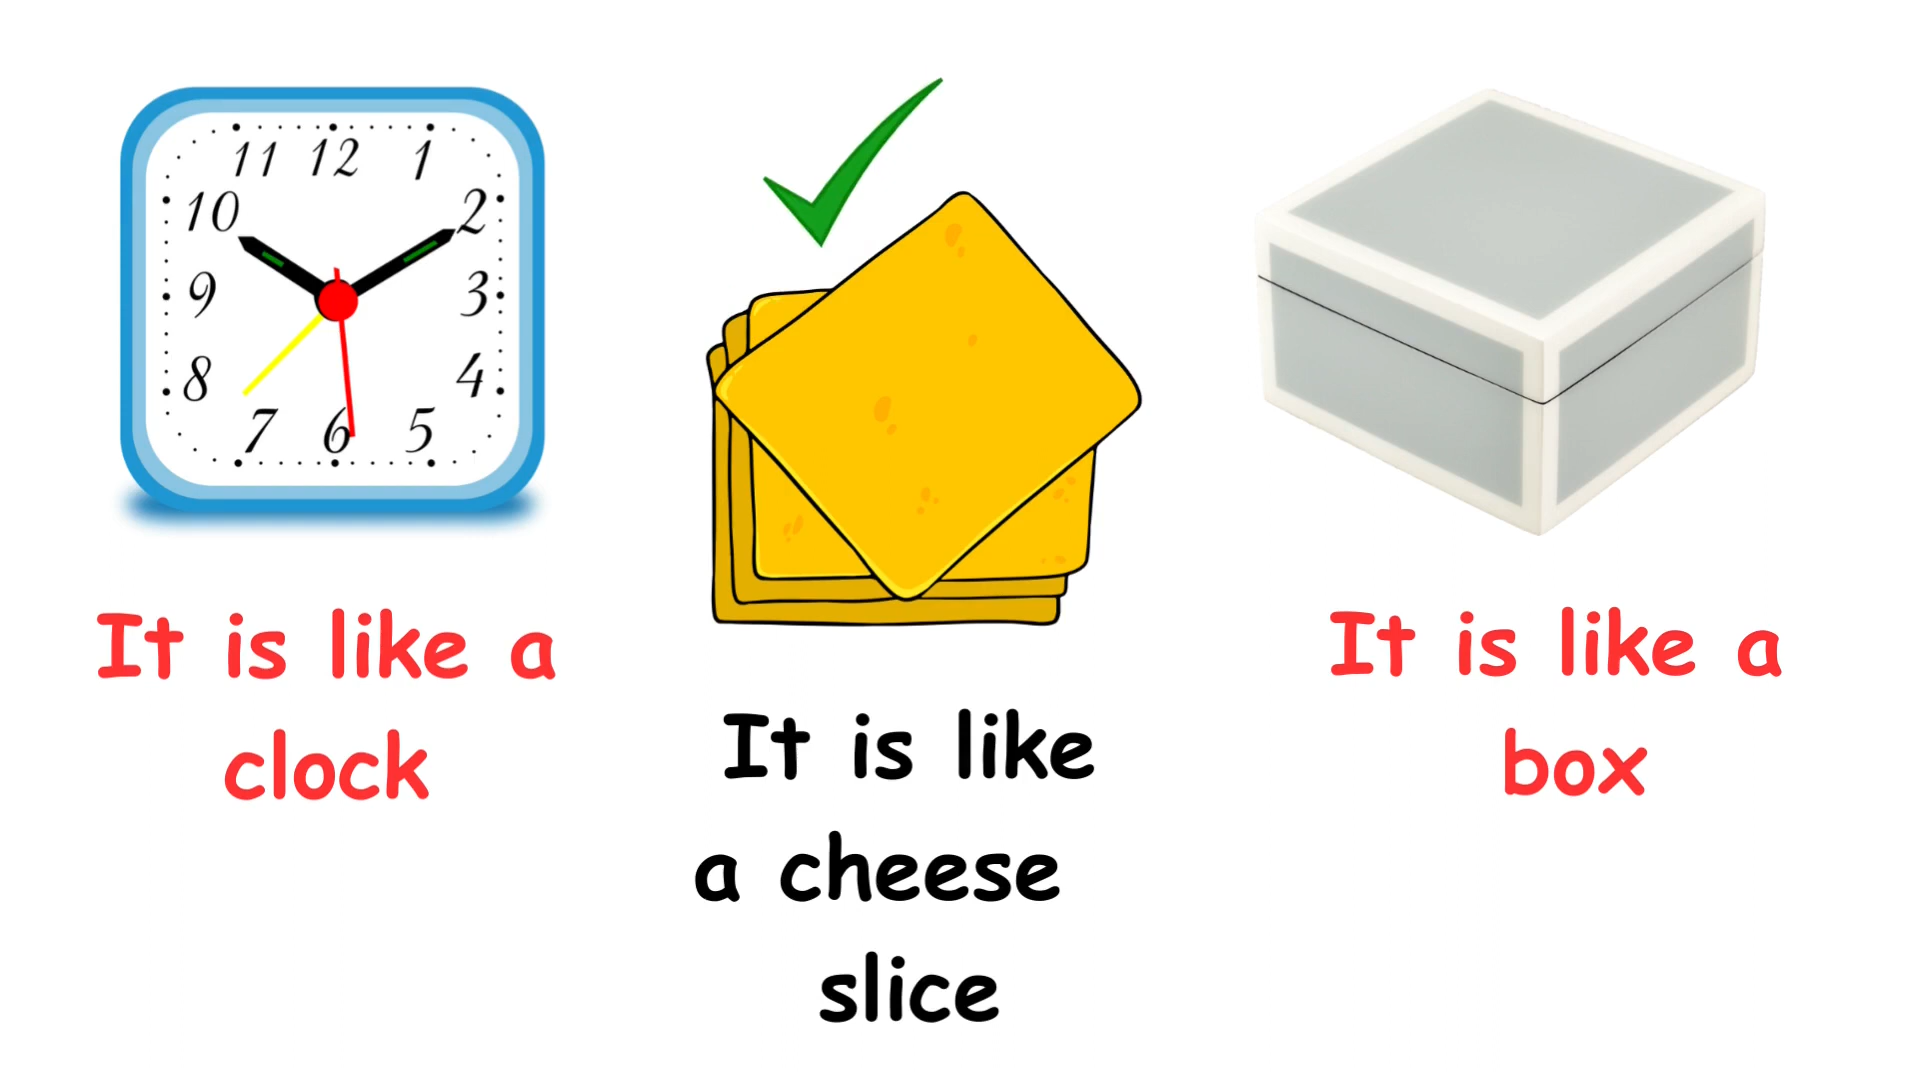 11 12 1
10 2
9 3
8 4
7 6 5
It is like a
clock
It is like
a cheese
slice
It is like a
box